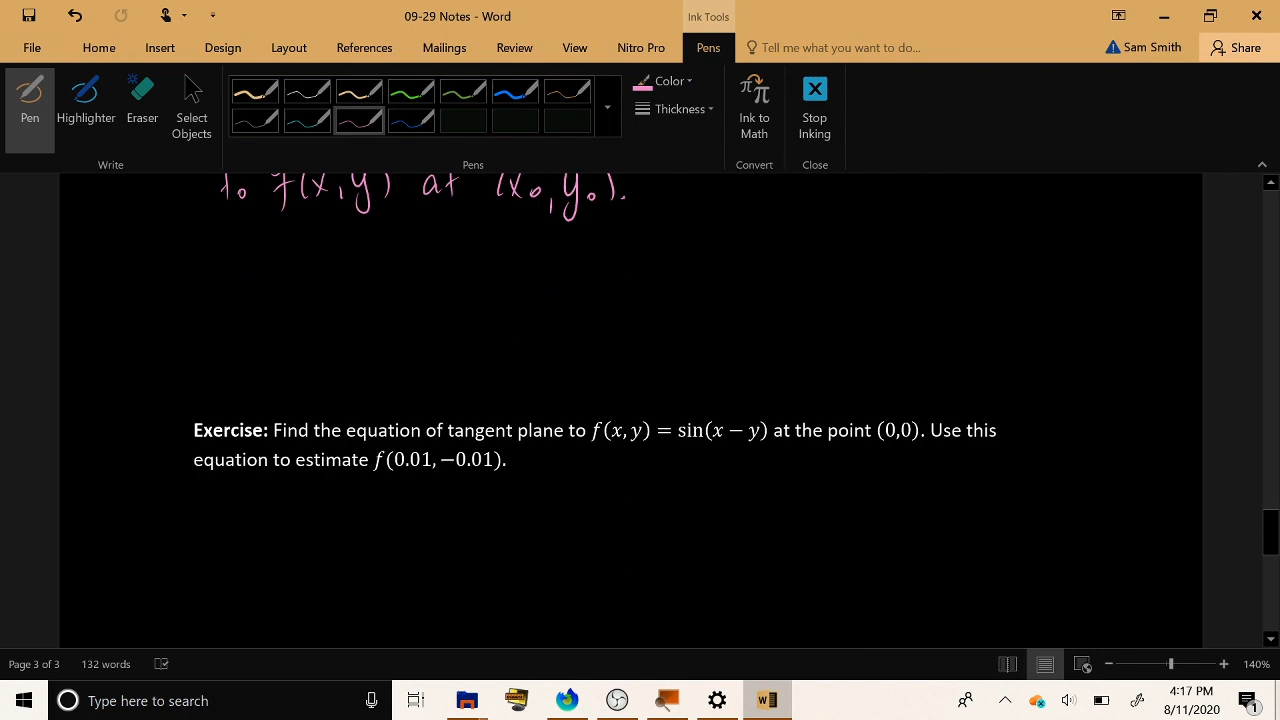 09-29 Notes - Word
Ink Tools
File Home Insert Design Layout References Mailings Review View Nitro Pro Pens Tell me what you want to do... Sam Smith Share
Pen Highlighter Eraser Select Objects
Color
Thickness
Ink to Math
Stop Inking
Write Pens Convert Close
to f(x,y) at (x₀,y₀).
Exercise: Find the equation of tangent plane to f(x,y) = sin(x − y) at the point (0,0). Use this
equation to estimate f(0.01, −0.01).
Page 3 of 3 132 words 140%
Type here to search
4:17 PM
8/11/2020
1